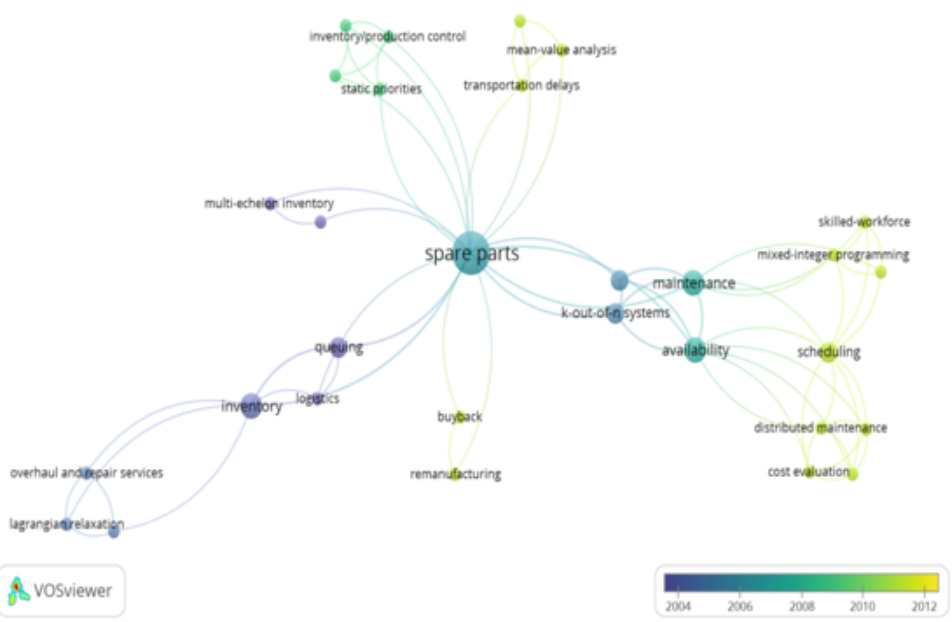 inventory/production control
mean-value analysis
transportation delays
static priorities
multi-echelon inventory
skilled-workforce
spare parts
mixed-integer programming
maintenance
k-out-of-n systems
queuing
availability
scheduling
logistics
inventory
buyback
distributed maintenance
overhaul and repair services
remanufacturing
cost evaluation
lagrangian relaxation
VOSviewer
2004 2006 2008 2010 2012